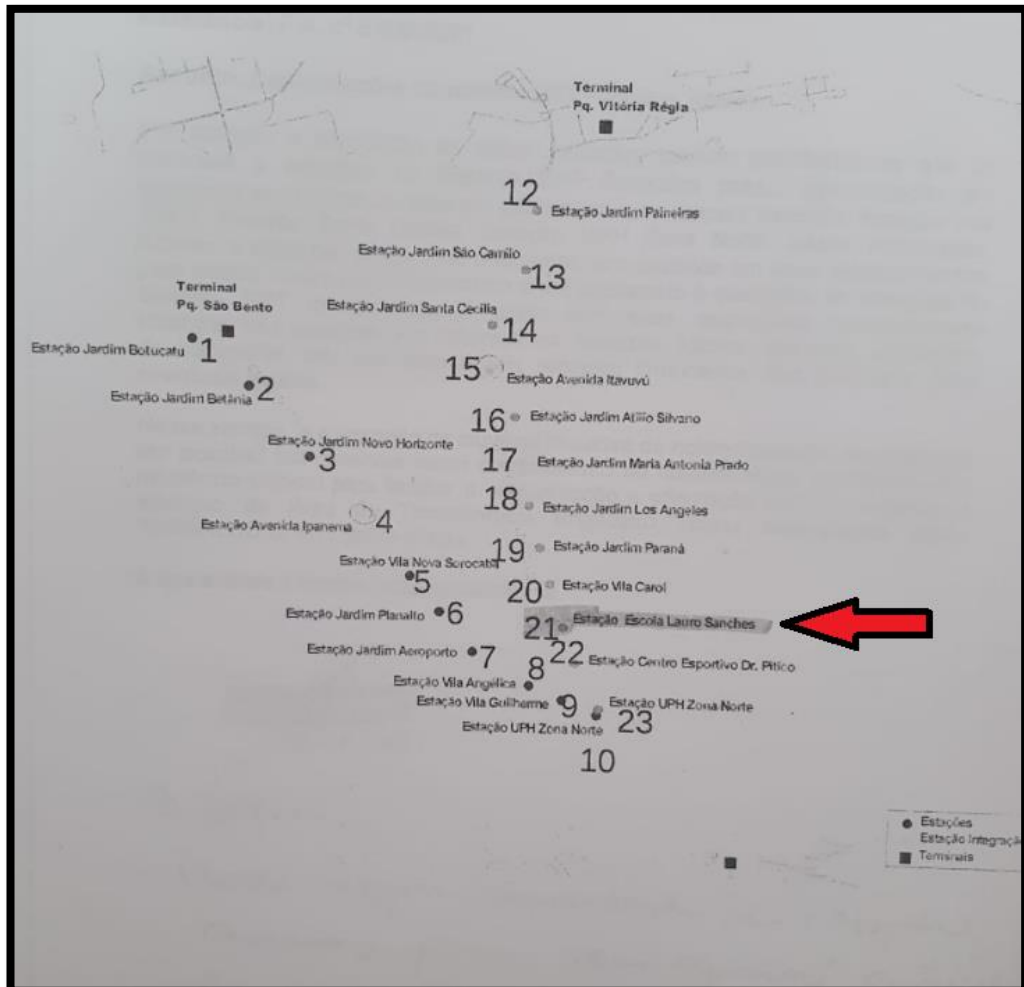 Terminal
Pq. Vitória Régia
12
Estação Jardim Paineiras
Estação Jardim São Camilo
13
Terminal
Pq. São Bento
Estação Jardim Santa Cecília
14
Estação Jardim Botucatu
1
15
Estação Avenida Itavuvú
Estação Jardim Betânia
2
16
Estação Jardim Atílio Silvano
Estação Jardim Novo Horizonte
3
17
Estação Jardim Maria Antonia Prado
18
Estação Jardim Los Angeles
Estação Avenida Ipanema
4
19
Estação Jardim Paraná
Estação Vila Nova Sorocaba
5
20
Estação Vila Carol
Estação Jardim Planalto
6
21
Estação Escola Lauro Sanches
Estação Jardim Aeroporto
7
8
22
Estação Centro Esportivo Dr. Pitico
Estação Vila Angélica
Estação Vila Guilherme
9
Estação UPH Zona Norte
Estação UPH Zona Norte
23
10
Estações
Estação Integração
Terminais